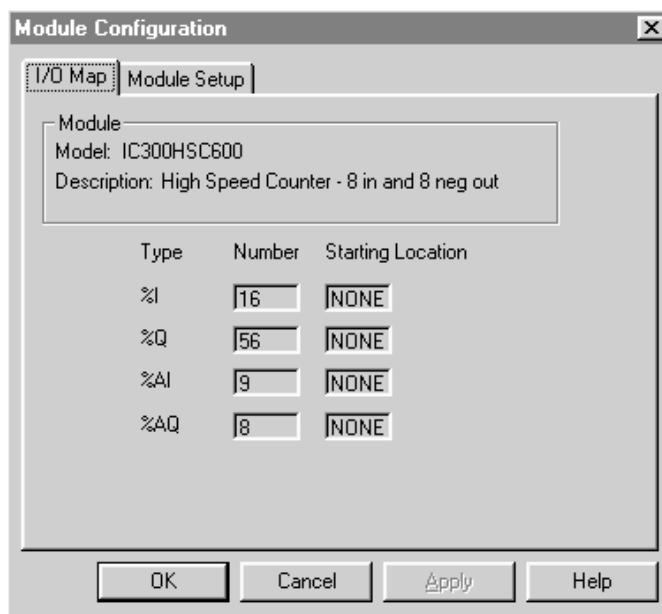 Module Configuration
I/O Map Module Setup
Module
Model: IC300HSC600
Description: High Speed Counter - 8 in and 8 neg out
Type Number Starting Location
%I 16 NONE
%Q 56 NONE
%AI 9 NONE
%AQ 8 NONE
OK Cancel Apply Help